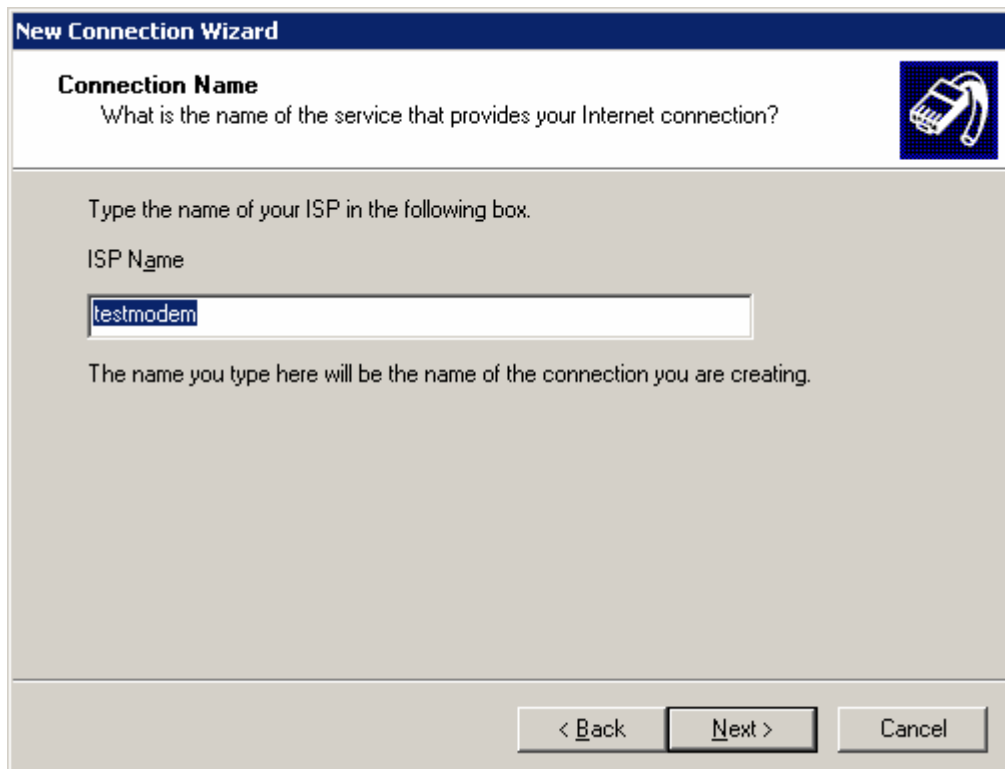 New Connection Wizard
Connection Name
What is the name of the service that provides your Internet connection?
Type the name of your ISP in the following box.
ISP Name
testmodem
The name you type here will be the name of the connection you are creating.
< Back Next > Cancel